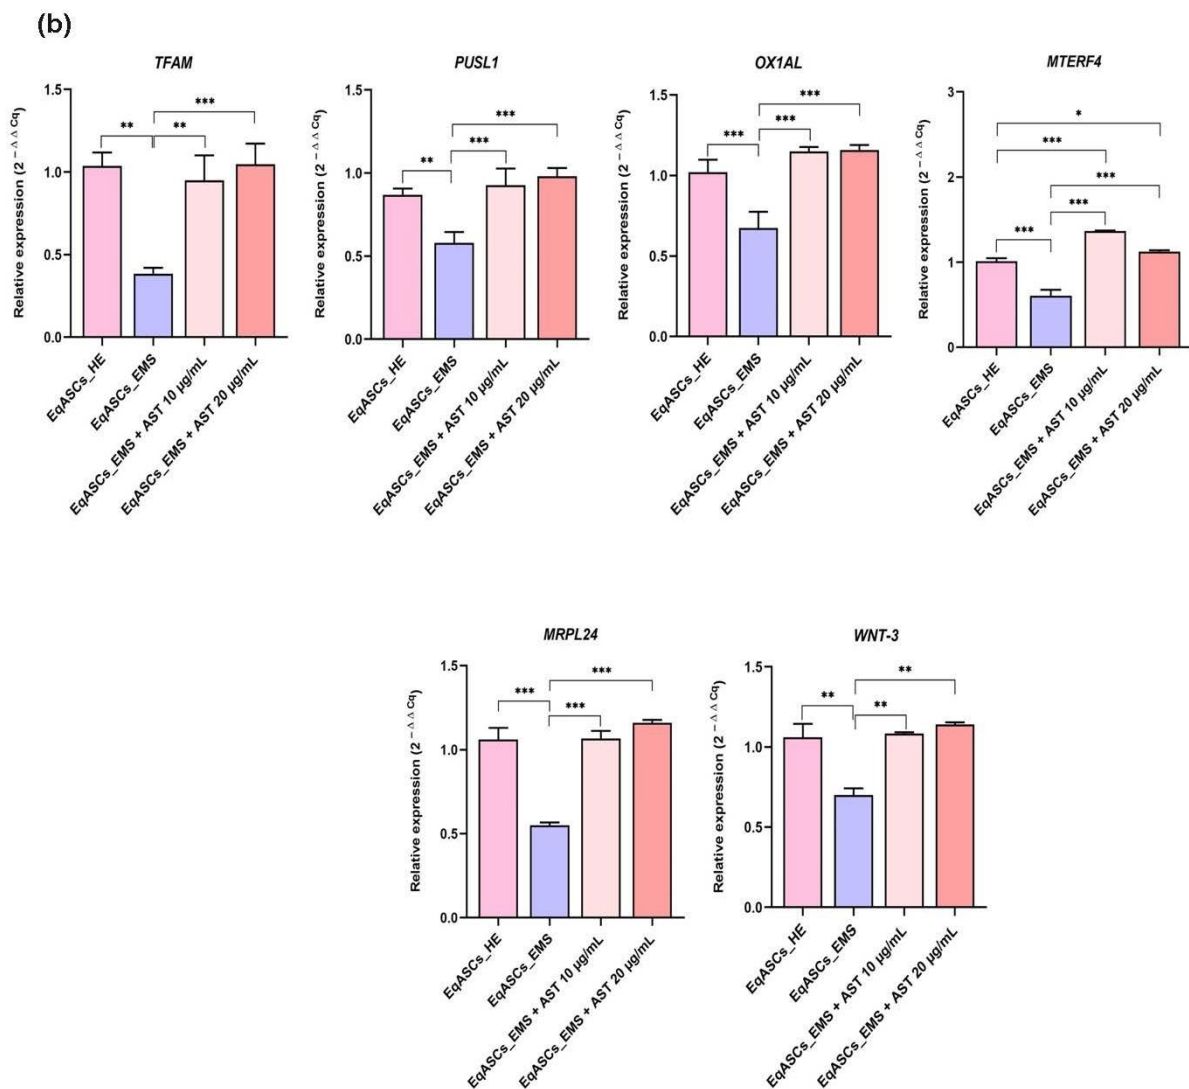 (b)
TFAM
Relative expression (2^-ΔΔCq)
1.5
1.0
0.5
0.0
**
**
***
EqASCs_HE
EqASCs_EMS
EqASCs_EMS + AST 10 µg/mL
EqASCs_EMS + AST 20 µg/mL
PUSL1
Relative expression (2^-ΔΔCq)
1.5
1.0
0.5
0.0
**
***
***
EqASCs_HE
EqASCs_EMS
EqASCs_EMS + AST 10 µg/mL
EqASCs_EMS + AST 20 µg/mL
OX1AL
Relative expression (2^-ΔΔCq)
1.5
1.0
0.5
0.0
***
***
***
EqASCs_HE
EqASCs_EMS
EqASCs_EMS + AST 10 µg/mL
EqASCs_EMS + AST 20 µg/mL
MTERF4
Relative expression (2^-ΔΔCq)
3
2
1
0
*
***
***
***
***
EqASCs_HE
EqASCs_EMS
EqASCs_EMS + AST 10 µg/mL
EqASCs_EMS + AST 20 µg/mL
MRPL24
Relative expression (2^-ΔΔCq)
1.5
1.0
0.5
0.0
***
***
***
EqASCs_HE
EqASCs_EMS
EqASCs_EMS + AST 10 µg/mL
EqASCs_EMS + AST 20 µg/mL
WNT-3
Relative expression (2^-ΔΔCq)
1.5
1.0
0.5
0.0
**
**
**
EqASCs_HE
EqASCs_EMS
EqASCs_EMS + AST 10 µg/mL
EqASCs_EMS + AST 20 µg/mL